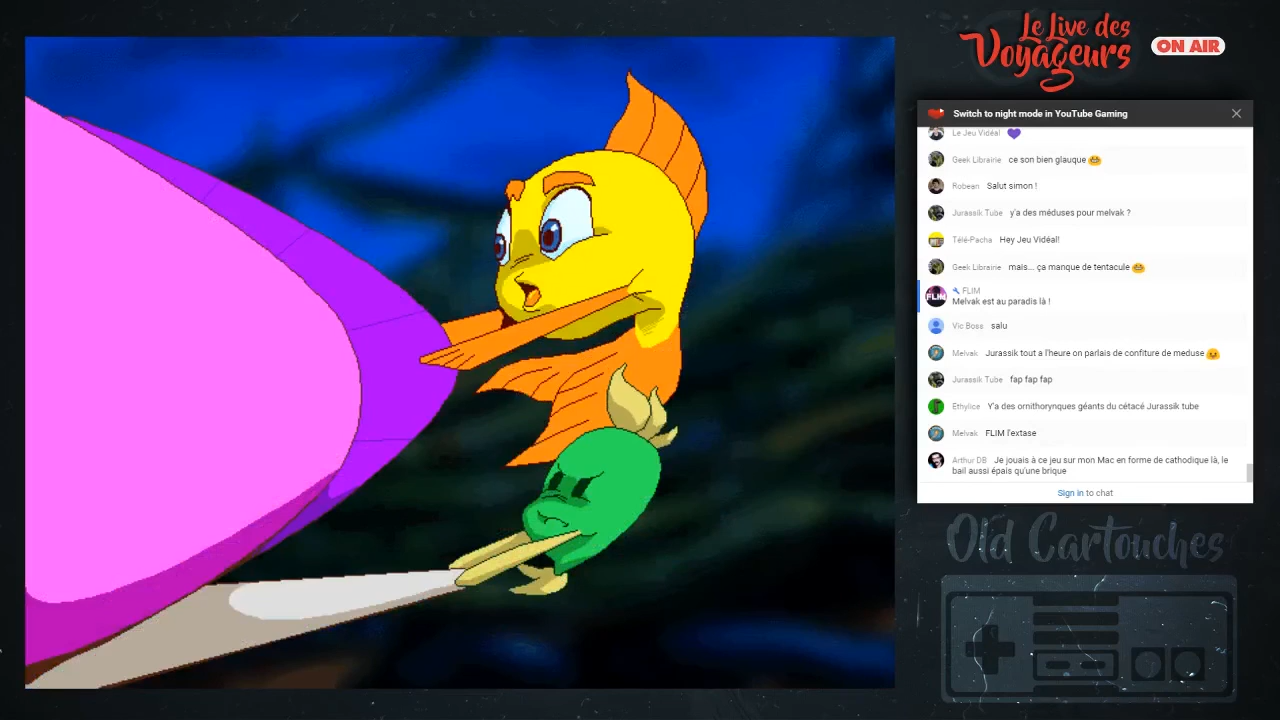 Le Live des
Voyageurs
ON AIR
Switch to night mode in YouTube Gaming
Le Jeu Vidéal 💜
Geek Librairie ce son bien glauque 😂
Robean Salut simon !
Jurassik Tube y'a des méduses pour melvak ?
Télé-Pacha Hey Jeu Vidéal!
Geek Librairie mais... ça manque de tentacule 😂
FLIM
FLIM
Melvak est au paradis là !
Vic Boss salu
Melvak Jurassik tout a l'heure on parlais de confiture de meduse
Jurassik Tube fap fap fap
Ethylice Y'a des ornithorynques géants du cétacé Jurassik tube
Melvak FLIM l'extase
Arthur DB Je jouais à ce jeu sur mon Mac en forme de cathodique là, le
bail aussi épais qu'une brique
Sign in to chat
Old Cartouches